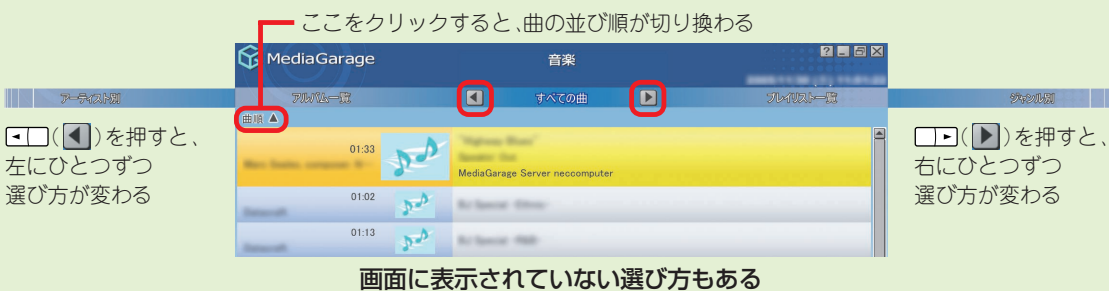 ここをクリックすると、曲の並び順が切り換わる
MediaGarage
音楽
アーティスト別
アルバム一覧
すべての曲
プレイリスト一覧
ジャンル別
曲順
()を押すと、
左にひとつずつ
選び方が変わる
01:33
MediaGarage Server neccomputer
01:02
01:13
()を押すと、
右にひとつずつ
選び方が変わる
画面に表示されていない選び方もある